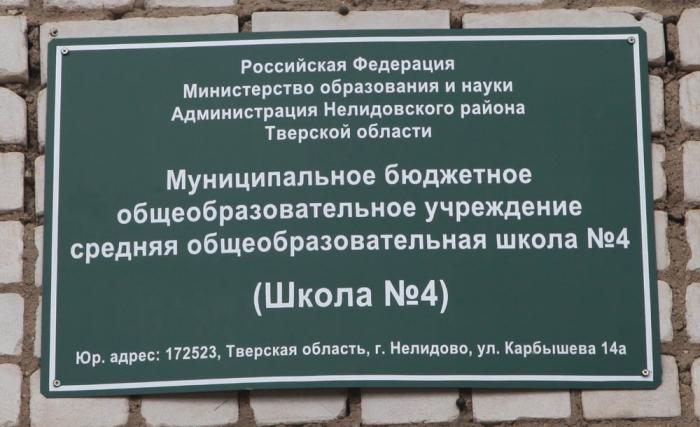 Российская Федерация
Министерство образования и науки
Администрация Нелидовского района
Тверской области
Муниципальное бюджетное
общеобразовательное учреждение
средняя общеобразовательная школа №4
(Школа №4)
Юр. адрес: 172523, Тверская область, г. Нелидово, ул. Карбышева 14а